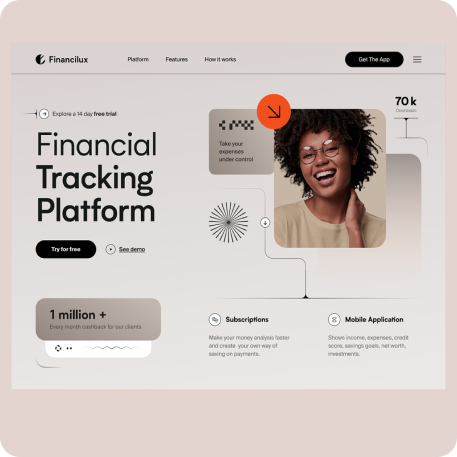 Financilux
Platform
Features
How it works
Get The App
Explore a 14 day free trial
Financial
Tracking
Platform
Try for free
See demo
Take your
expenses
under control
70 k
Downloads
1 million +
Every month cashback for our clients
Subscriptions
Make your money analysis faster
and create your own way of
saving on payments.
Mobile Application
Shows income, expenses, credit
score, savings goals, net worth,
investments.